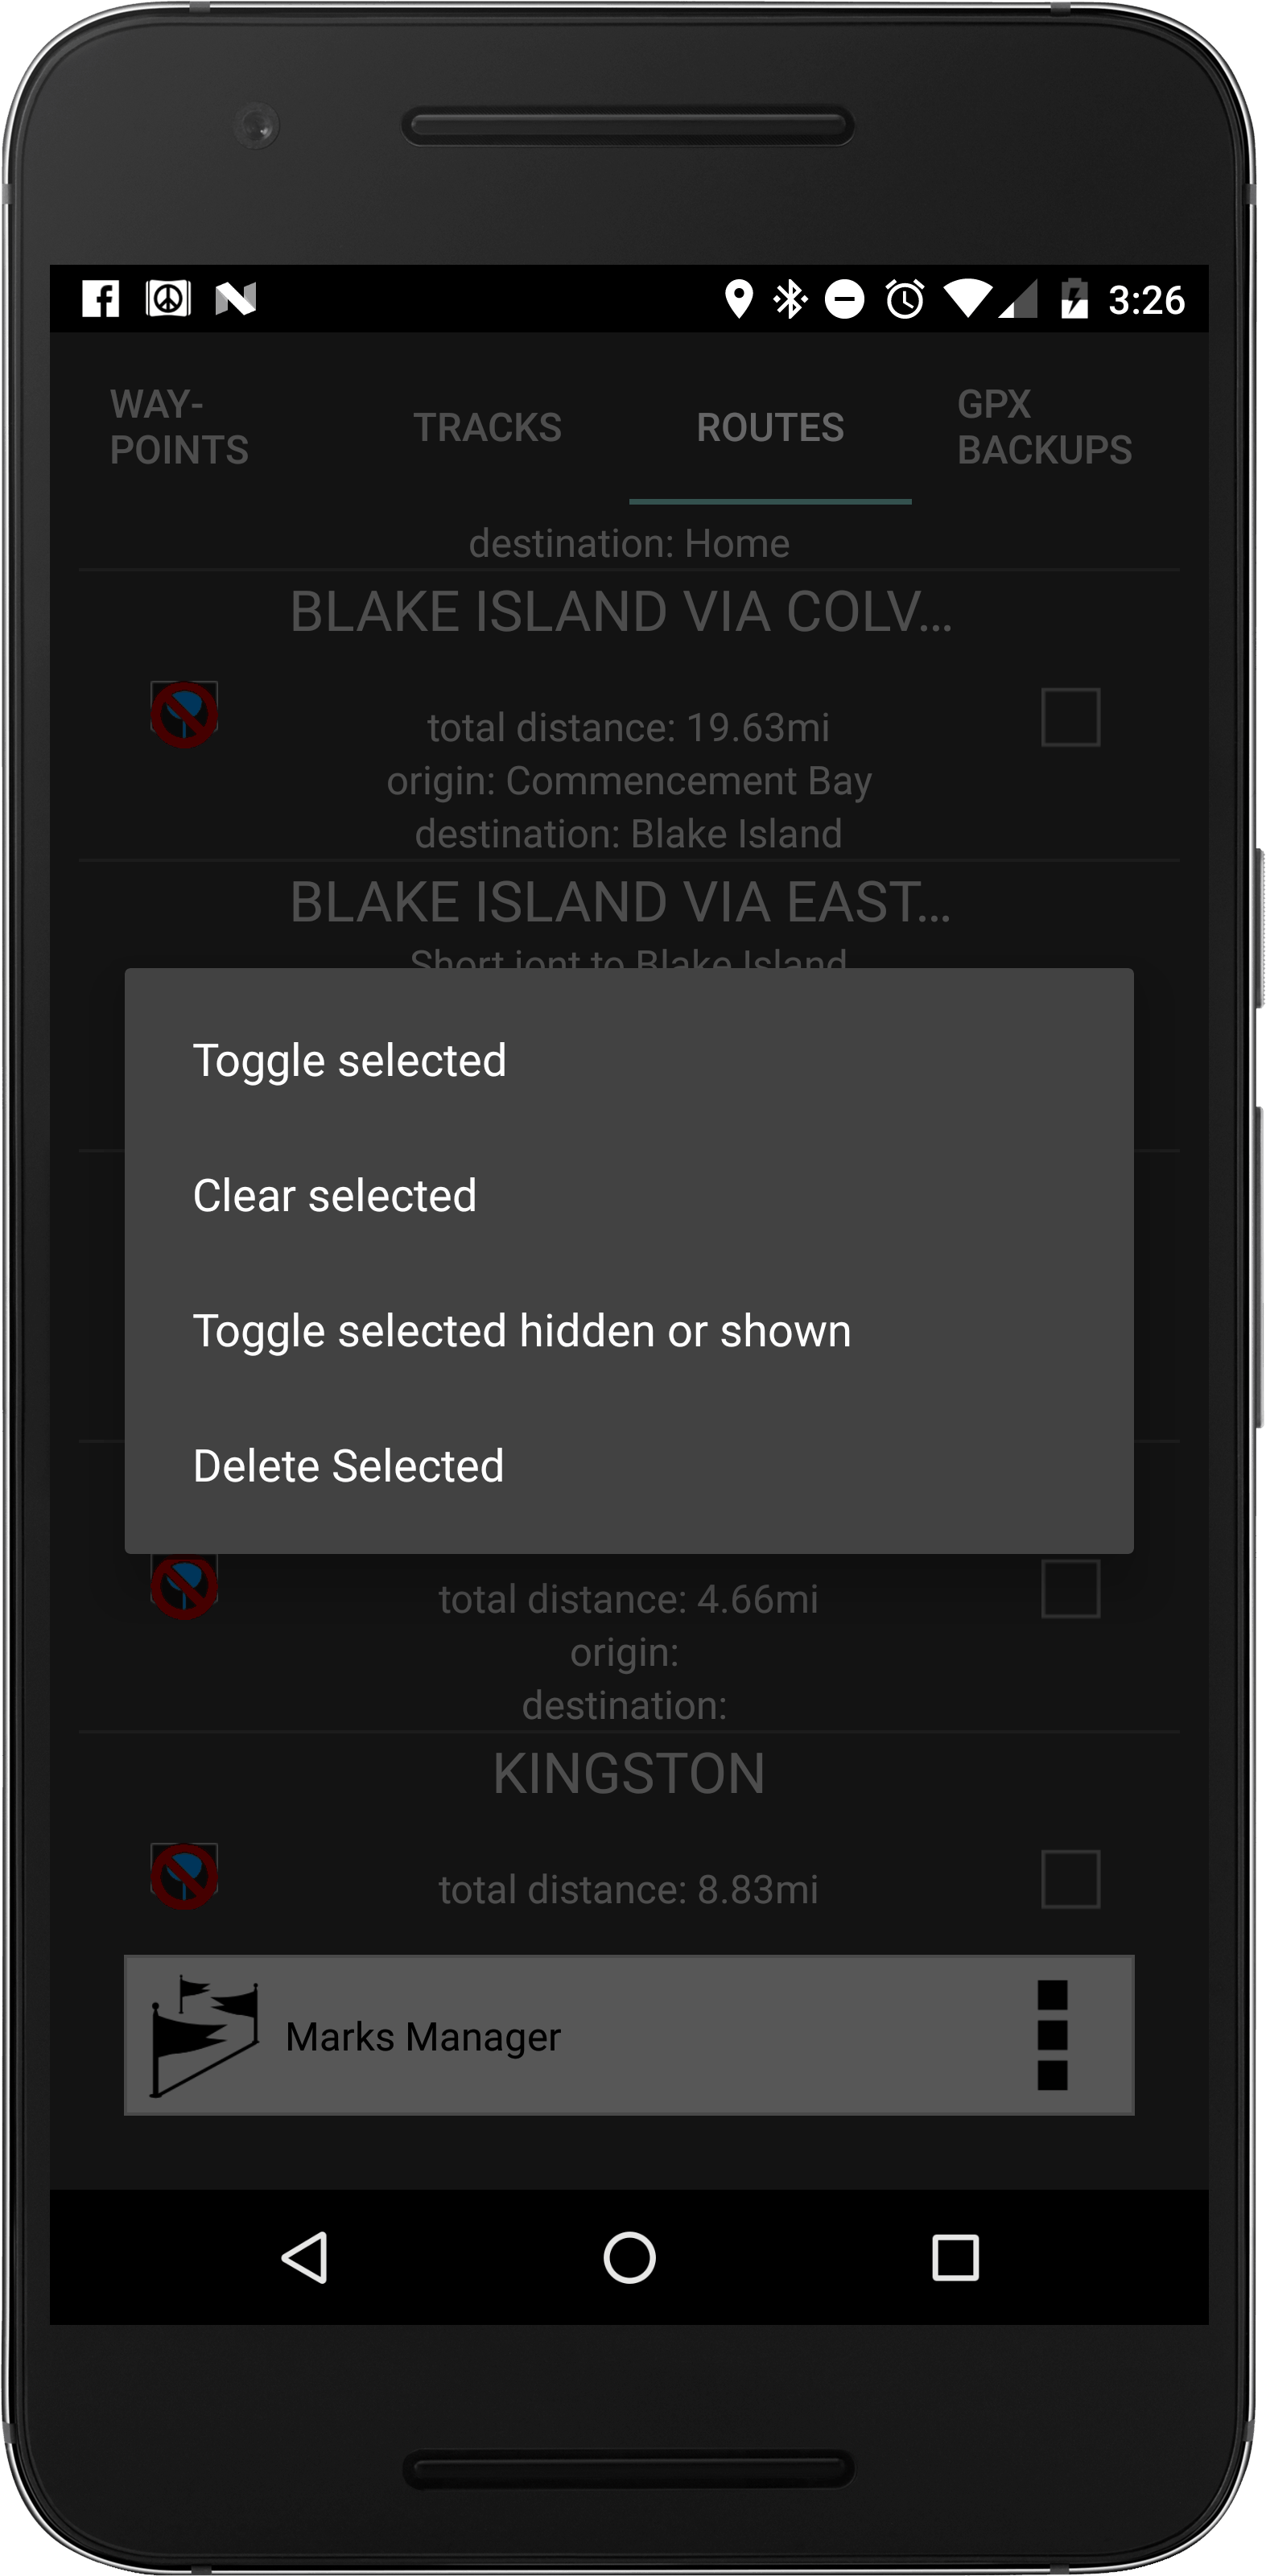 3:26
WAY-
POINTS
TRACKS
ROUTES
GPX
BACKUPS
destination: Home
BLAKE ISLAND VIA COLV...
total distance: 19.63mi
origin: Commencement Bay
destination: Blake Island
BLAKE ISLAND VIA EAST...
Short jont to Blake Island
Toggle selected
Clear selected
Toggle selected hidden or shown
Delete Selected
total distance: 4.66mi
origin:
destination:
KINGSTON
total distance: 8.83mi
Marks Manager